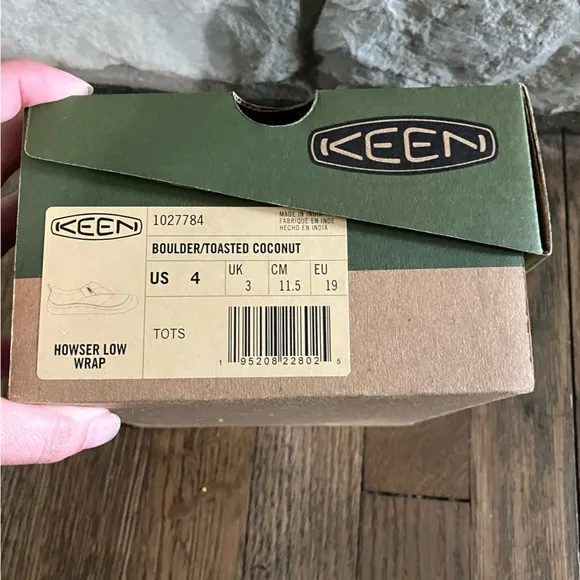 KEEN
KEEN
1027784
MADE IN INDIA
FABRIQUE EN INDE
HECHO EN INDIA
BOULDER/TOASTED COCONUT
US 4
UK 3
CM 11.5
EU 19
TOTS
HOWSER LOW
WRAP
1 95208 22802 5